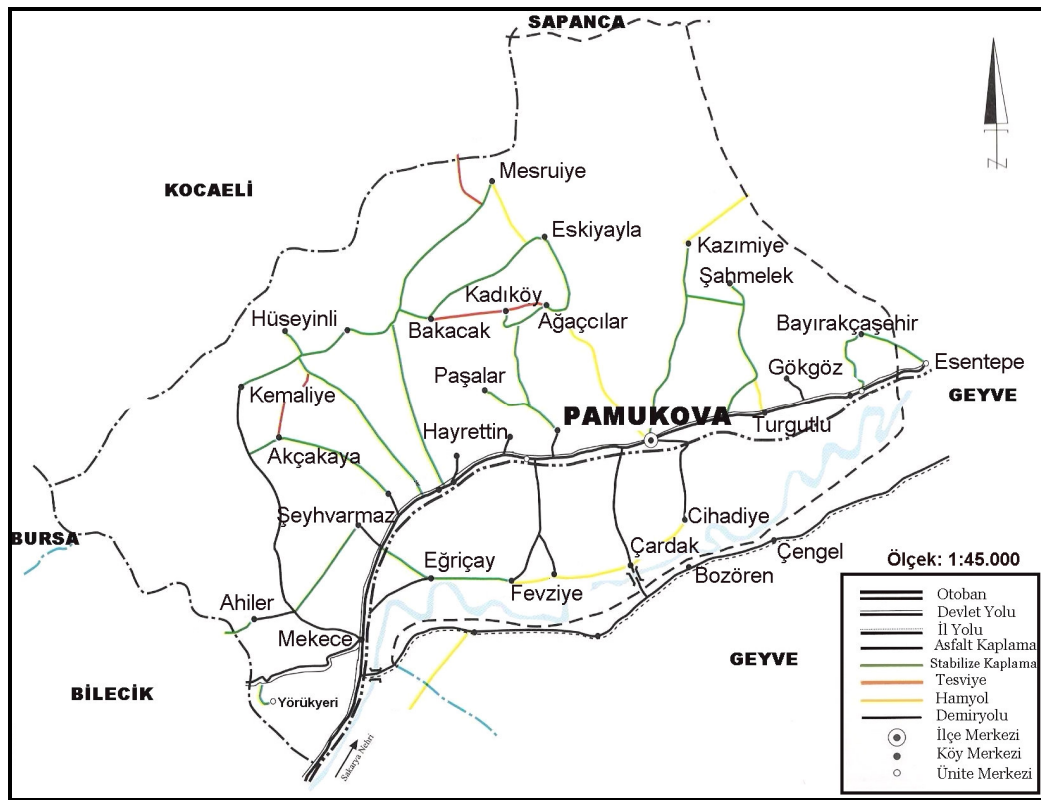 SAPANCA
KOCAELİ
Mesruiye
Eskiyayla
Kazımiye
Şahmelek
Kadıköy
Ağaçcılar
Bakacak
Hüseyinli
Bayırakçaşehir
Esentepe
Gökgöz
GEYVE
Paşalar
Kemaliye
PAMUKOVA
Turgutlu
Hayrettin
Akçakaya
Şeyhvarmaz
Cihadiye
BURSA
Çardak
Çengel
Eğriçay
Bozören
Fevziye
Ahiler
Mekece
GEYVE
BİLECİK
Yörükyeri
Sakarya Nehri
N
Ölçek: 1:45.000
Otoban
Devlet Yolu
İl Yolu
Asfalt Kaplama
Stabilize Kaplama
Tesviye
Hamyol
Demiryolu
İlçe Merkezi
Köy Merkezi
Ünite Merkezi